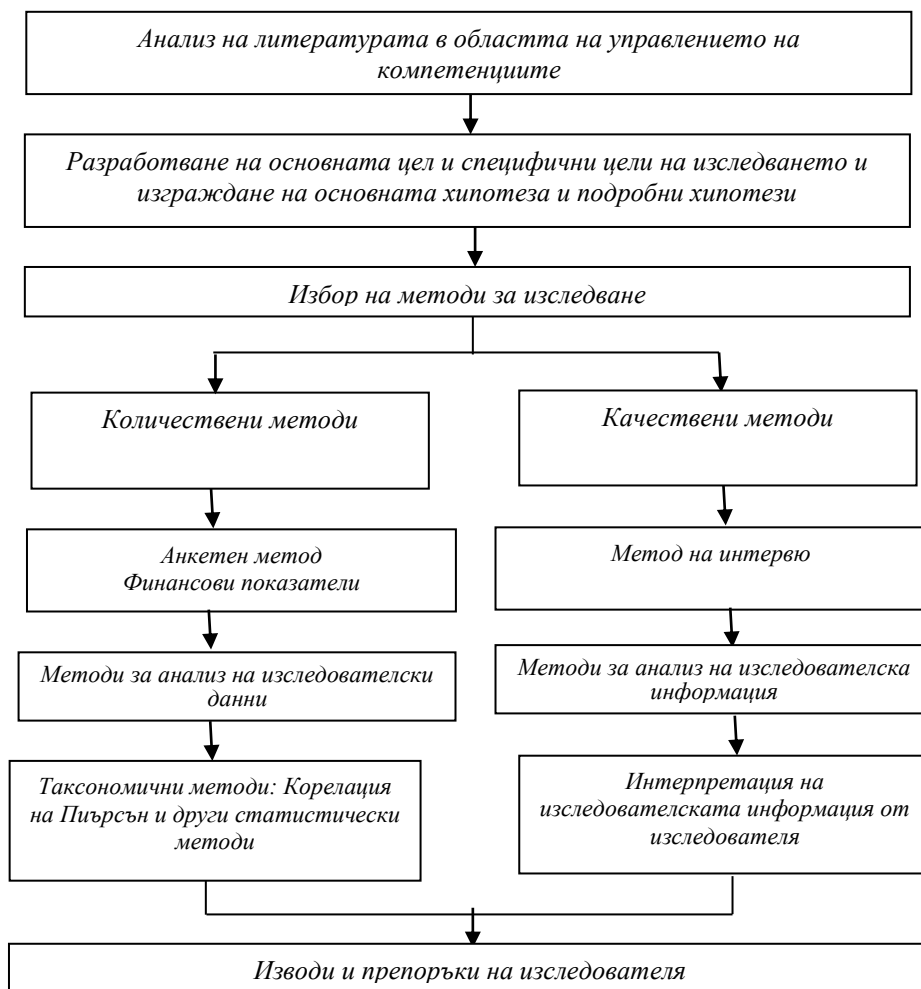 Анализ на литературата в областта на управлението на
компетенциите
Разработване на основната цел и специфични цели на изследването и
изграждане на основната хипотеза и подробни хипотези
Избор на методи за изследване
Количествени методи
Качествени методи
Анкетен метод
Финансови показатели
Метод на интервю
Методи за анализ на изследователски
данни
Методи за анализ на изследователска
информация
Таксономични методи: Корелация
на Пиърсън и други статистически
методи
Интерпретация на
изследователската информация от
изследователя
Изводи и препоръки на изследователя